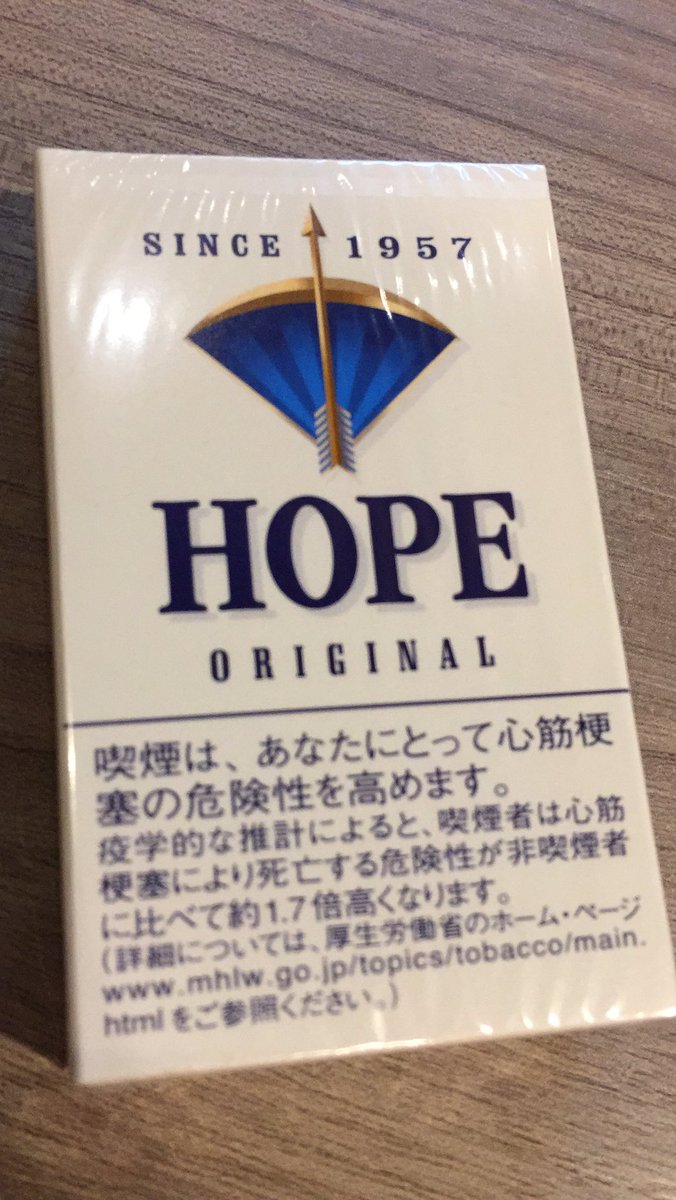 SINCE 1957
HOPE
ORIGINAL
喫煙は、あなたにとって心筋梗
塞の危険性を高めます。
疫学的な推計によると、喫煙者は心筋
梗塞により死亡する危険性が非喫煙者
に比べて約1.7倍高くなります。
(詳細については、厚生労働省のホーム・ページ
www.mhlw.go.jp/topics/tobacco/main.
htmlをご参照ください。)